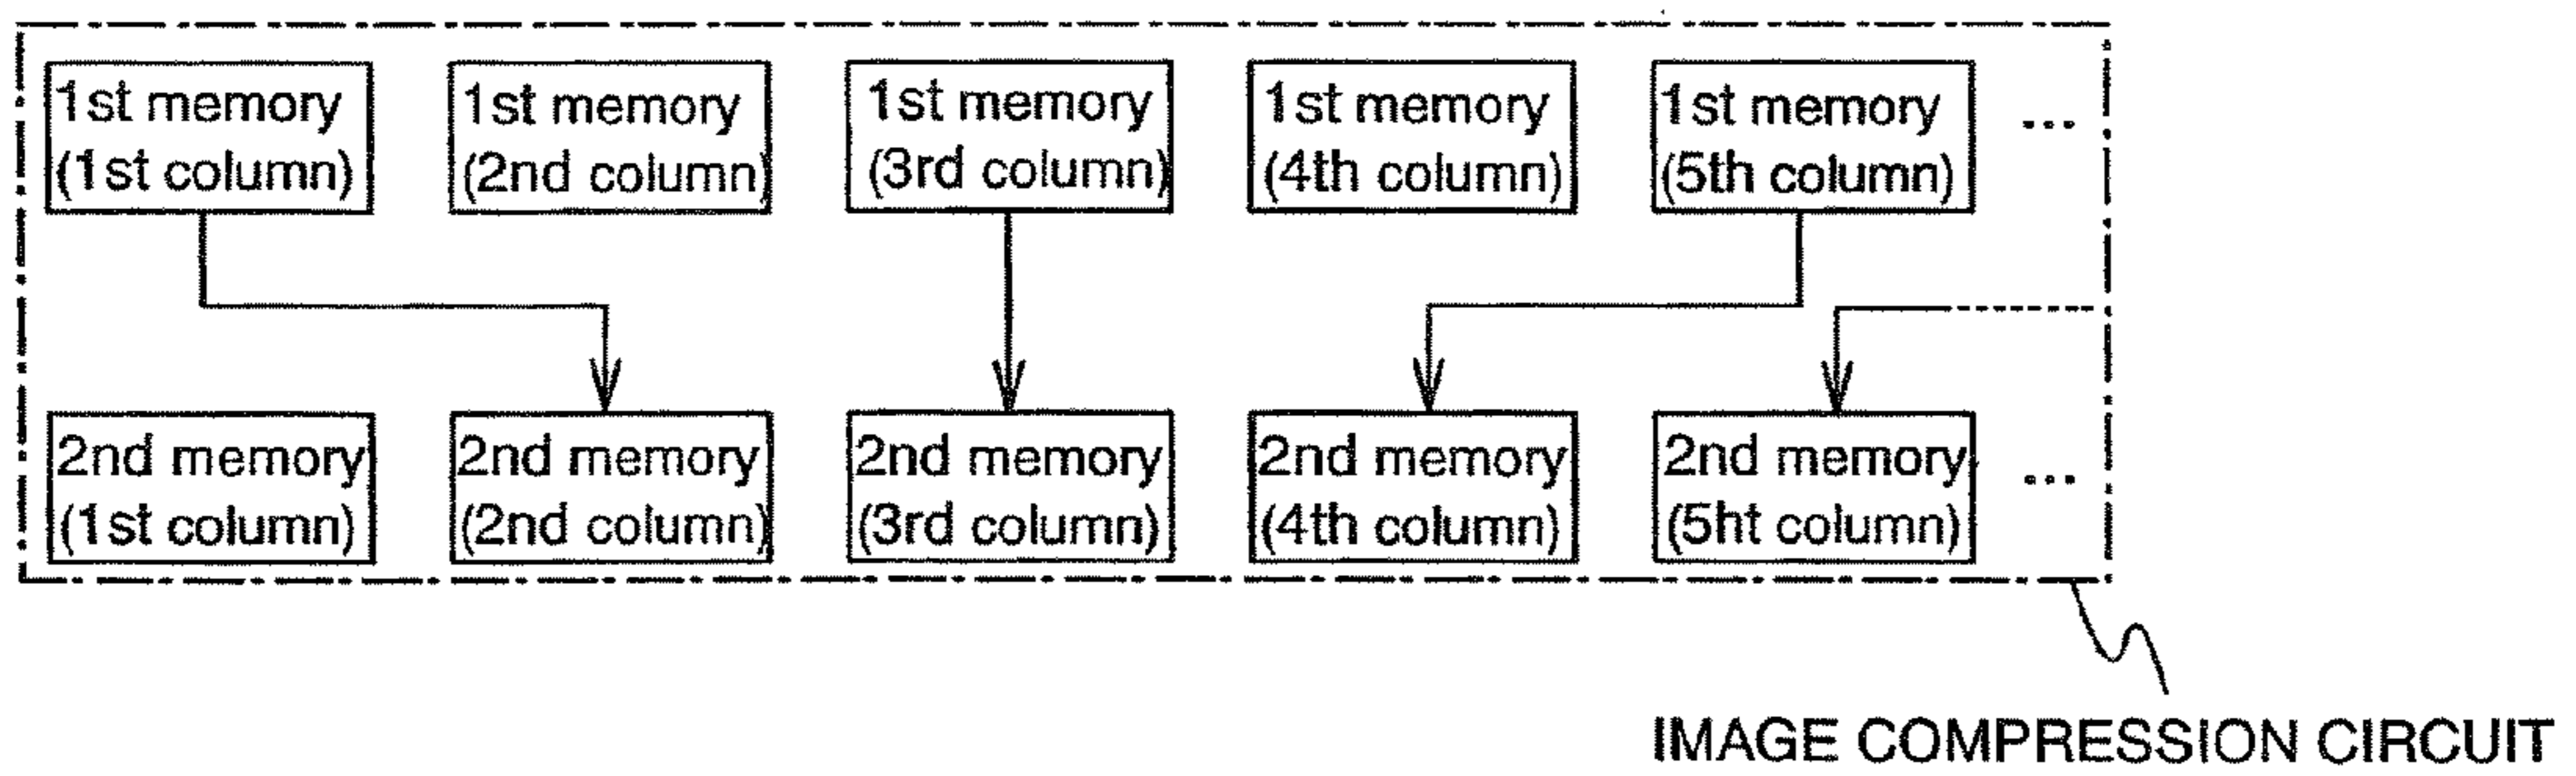 1st memory
(1st column)
1st memory
(2nd column)
1st memory
(3rd column)
1st memory
(4th column)
1st memory
(5th column)
...
2nd memory
(1st column)
2nd memory
(2nd column)
2nd memory
(3rd column)
2nd memory
(4th column)
2nd memory
(5ht column)
...
IMAGE COMPRESSION CIRCUIT